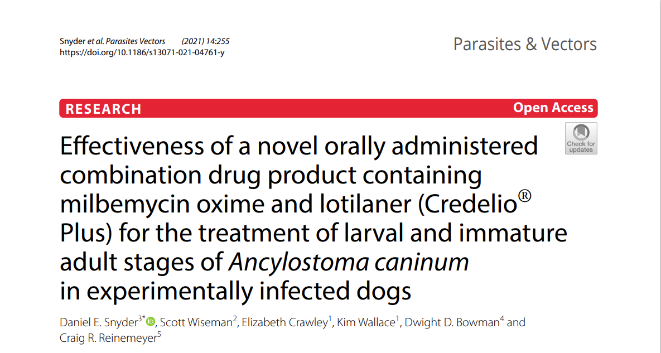 Snyder et al. Parasites Vectors (2021) 14:255
https://doi.org/10.1186/s13071-021-04761-y
Parasites & Vectors
RESEARCH Open Access
Check for
updates
Effectiveness of a novel orally administered
combination drug product containing
milbemycin oxime and lotilaner (Credelio®
Plus) for the treatment of larval and immature
adult stages of Ancylostoma caninum
in experimentally infected dogs
Daniel E. Snyder3*, Scott Wiseman2, Elizabeth Crawley1, Kim Wallace1, Dwight D. Bowman4 and
Craig R. Reinemeyer5